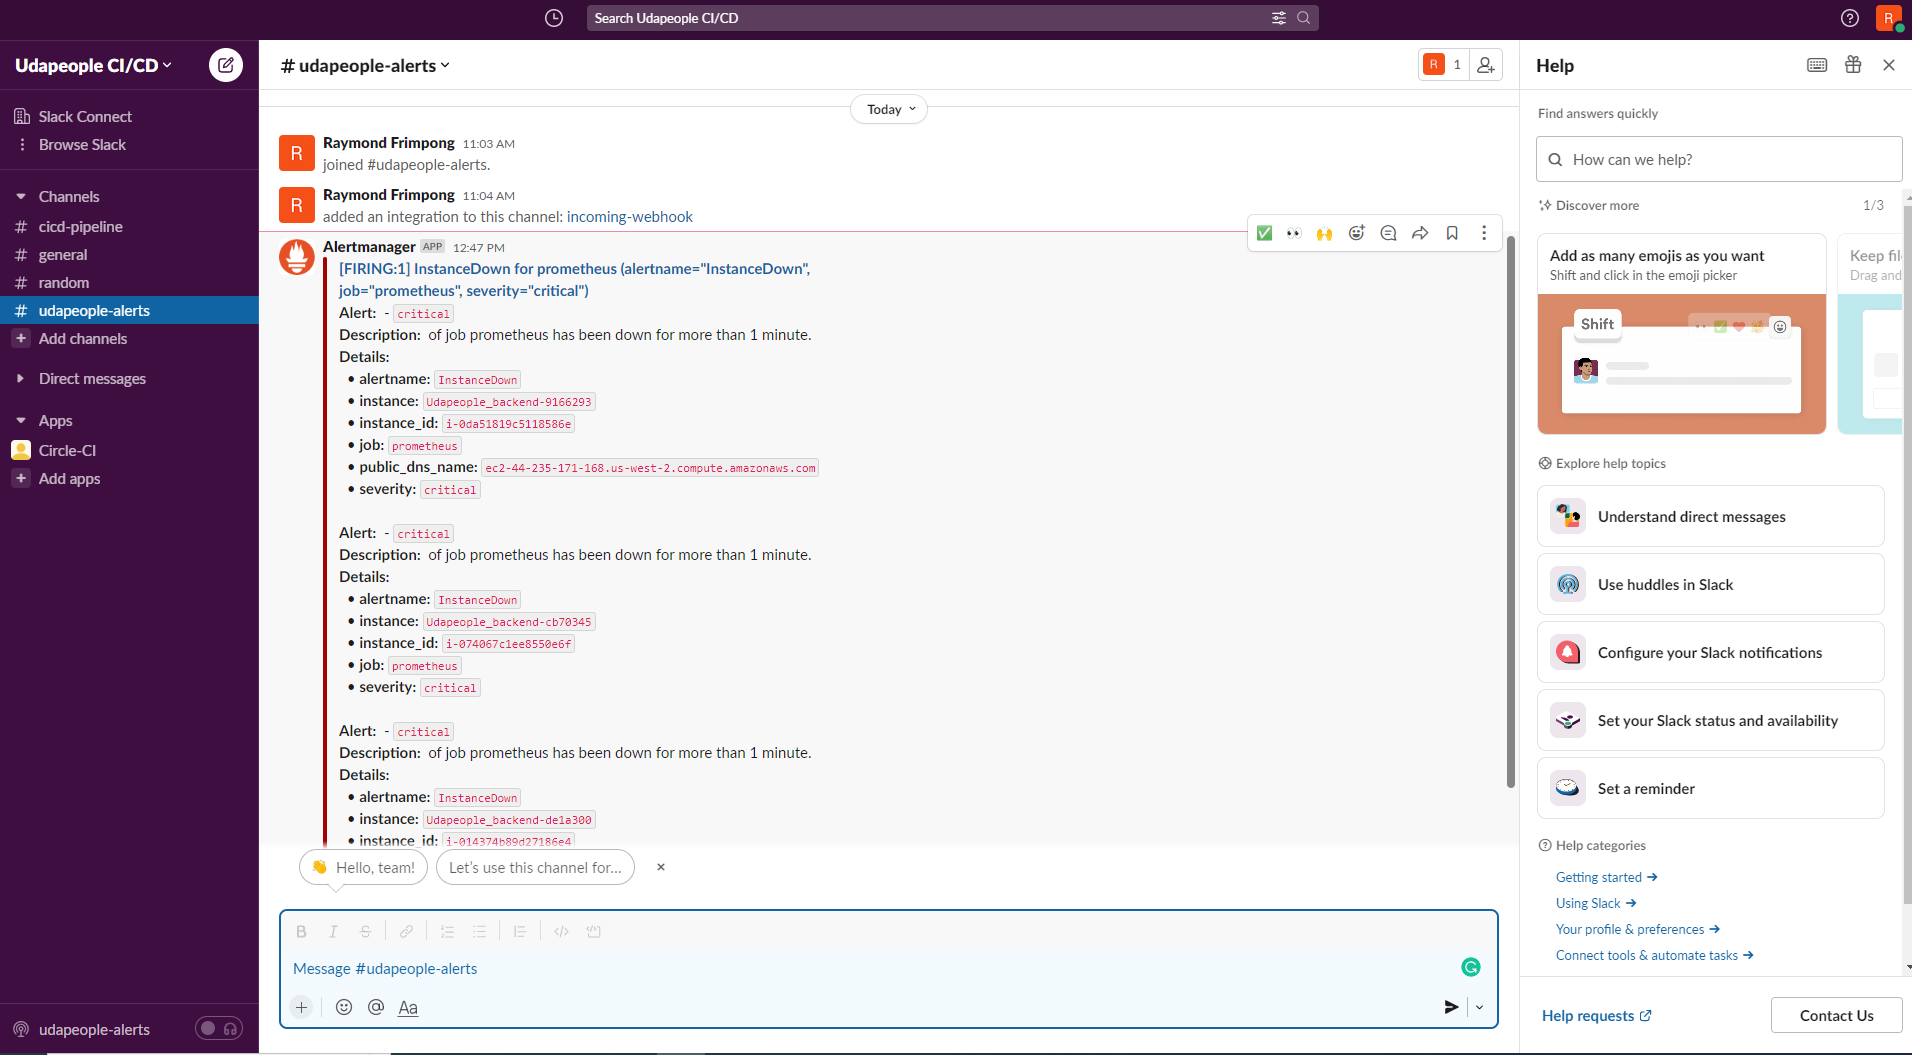 Search Udapeople CI/CD
R
Udapeople CI/CD
Slack Connect
Browse Slack
Channels
# cicd-pipeline
# general
# random
# udapeople-alerts
+ Add channels
Direct messages
Apps
Circle-CI
+ Add apps
udapeople-alerts
# udapeople-alerts
R 1
Today
R
Raymond Frimpong 11:03 AM
joined #udapeople-alerts.
R
Raymond Frimpong 11:04 AM
added an integration to this channel: incoming-webhook
Alertmanager APP 12:47 PM
[FIRING:1] InstanceDown for prometheus (alertname="InstanceDown",
job="prometheus", severity="critical")
Alert: - critical
Description: of job prometheus has been down for more than 1 minute.
Details:
• alertname: InstanceDown
• instance: Udapeople_backend-9166293
• instance_id: i-0da51819c5118586e
• job: prometheus
• public_dns_name: ec2-44-235-171-168.us-west-2.compute.amazonaws.com
• severity: critical
Alert: - critical
Description: of job prometheus has been down for more than 1 minute.
Details:
• alertname: InstanceDown
• instance: Udapeople_backend-cb70345
• instance_id: i-074067c1ee8550e6f
• job: prometheus
• severity: critical
Alert: - critical
Description: of job prometheus has been down for more than 1 minute.
Details:
• alertname: InstanceDown
• instance: Udapeople_backend-de1a300
• instance_id: i-014374b89d27186e4
👋 Hello, team!
Let's use this channel for...
B I S
Message #udapeople-alerts
+ @ Aa
Help
Find answers quickly
How can we help?
Discover more 1/3
Add as many emojis as you want
Shift and click in the emoji picker
Shift
Keep fil
Drag and
Explore help topics
Understand direct messages
Use huddles in Slack
Configure your Slack notifications
Set your Slack status and availability
Set a reminder
Help categories
Getting started →
Using Slack →
Your profile & preferences →
Connect tools & automate tasks →
Help requests
Contact Us